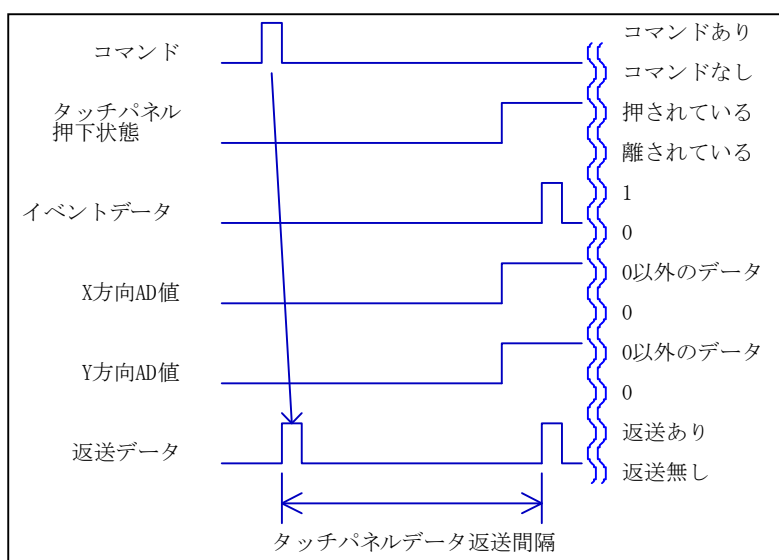 コマンド
コマンドあり
コマンドなし
タッチパネル
押下状態
押されている
離されている
イベントデータ
1
0
X方向AD値
0以外のデータ
0
Y方向AD値
0以外のデータ
0
返送データ
返送あり
返送無し
タッチパネルデータ返送間隔